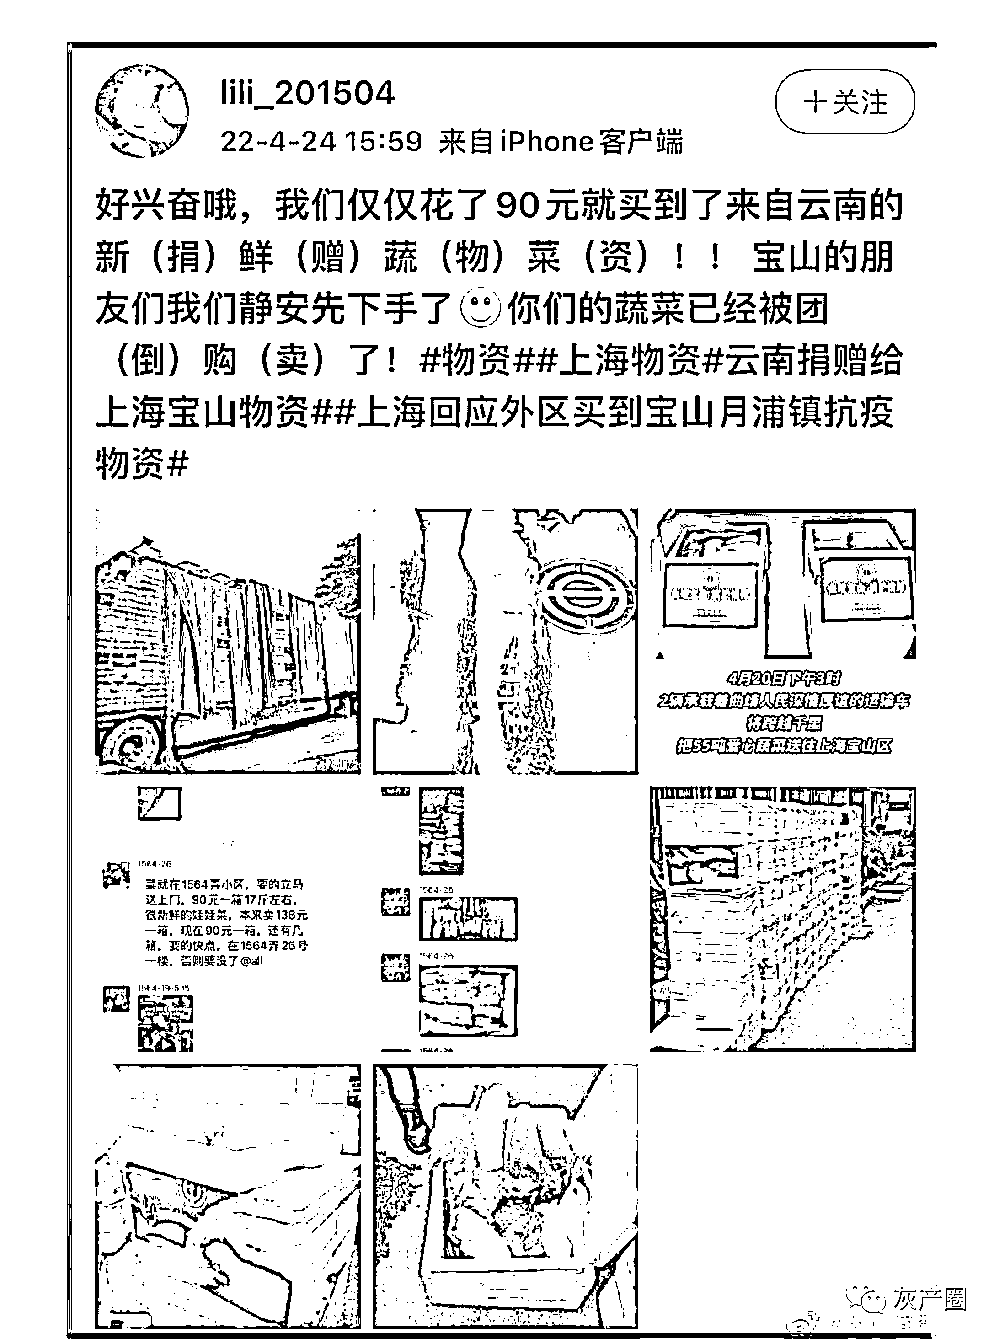 lili_201504
+关注
22-4-24 15:59 来自 iPhone客户端
好兴奋哦，我们仅仅花了90元就买到了来自云南的
新（捐）鲜（赠）蔬（物）菜（资）！！ 宝山的朋
友们我们静安先下手了 你们的蔬菜已经被团
（倒）购（卖）了！#物资##上海物资#云南捐赠给
上海宝山物资##上海回应外区买到宝山月浦镇抗疫
物资#
4月20日下午3时
2辆承载着曲靖人民深情厚谊的运输车
将跨越千里
把55吨爱心蔬菜送往上海宝山区
1564-26
就在1564弄小区，要的立马
送上门，90元一箱17斤左右，
很新鲜的娃娃菜，本来卖138元
一箱，现在90元一箱，还有几
箱，要的快点，在1564弄26号
一楼，否则要没了@all
1564-26
1564-26
灰产圈